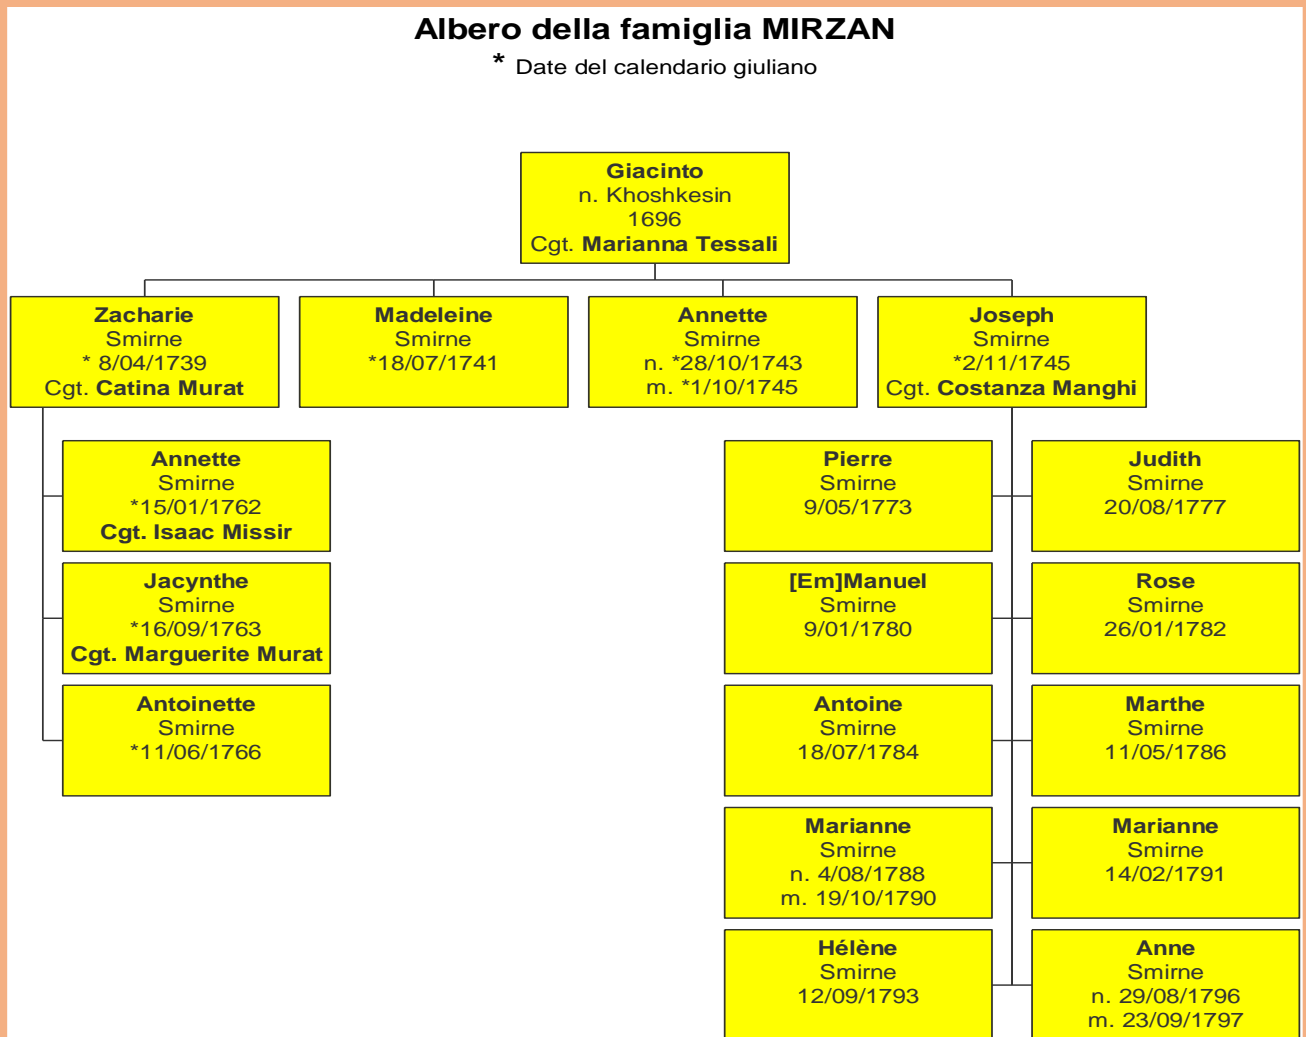 Albero della famiglia MIRZAN
* Date del calendario giuliano
Giacinto
n. Khoshkesin
1696
Cgt. Marianna Tessali
Zacharie
Smirne
* 8/04/1739
Cgt. Catina Murat
Madeleine
Smirne
*18/07/1741
Annette
Smirne
n. *28/10/1743
m. *1/10/1745
Joseph
Smirne
*2/11/1745
Cgt. Costanza Manghi
Annette
Smirne
*15/01/1762
Cgt. Isaac Missir
Jacynthe
Smirne
*16/09/1763
Cgt. Marguerite Murat
Antoinette
Smirne
*11/06/1766
Pierre
Smirne
9/05/1773
Judith
Smirne
20/08/1777
[Em]Manuel
Smirne
9/01/1780
Rose
Smirne
26/01/1782
Antoine
Smirne
18/07/1784
Marthe
Smirne
11/05/1786
Marianne
Smirne
n. 4/08/1788
m. 19/10/1790
Marianne
Smirne
14/02/1791
Hélène
Smirne
12/09/1793
Anne
Smirne
n. 29/08/1796
m. 23/09/1797